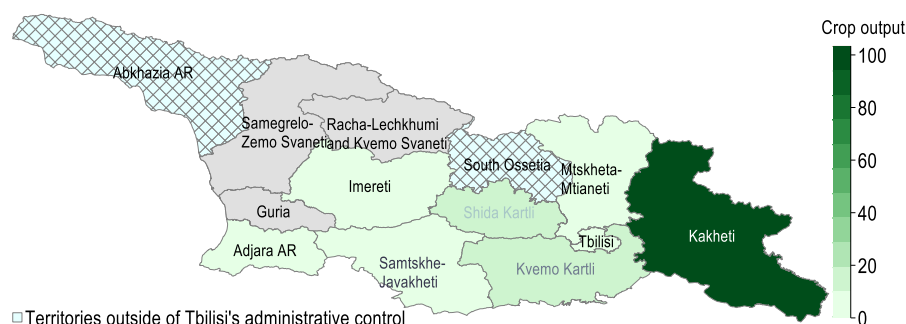 Crop output
100
80
60
40
20
0
Abkhazia AR
Samegrelo-
Zemo Svaneti
Racha-Lechkhumi
and Kvemo Svaneti
South Ossetia
Mtskheta-
Mtianeti
Imereti
Guria
Shida Kartli
Adjara AR
Tbilisi
Kakheti
Samtskhe-
Javakheti
Kvemo Kartli
Territories outside of Tbilisi's administrative control